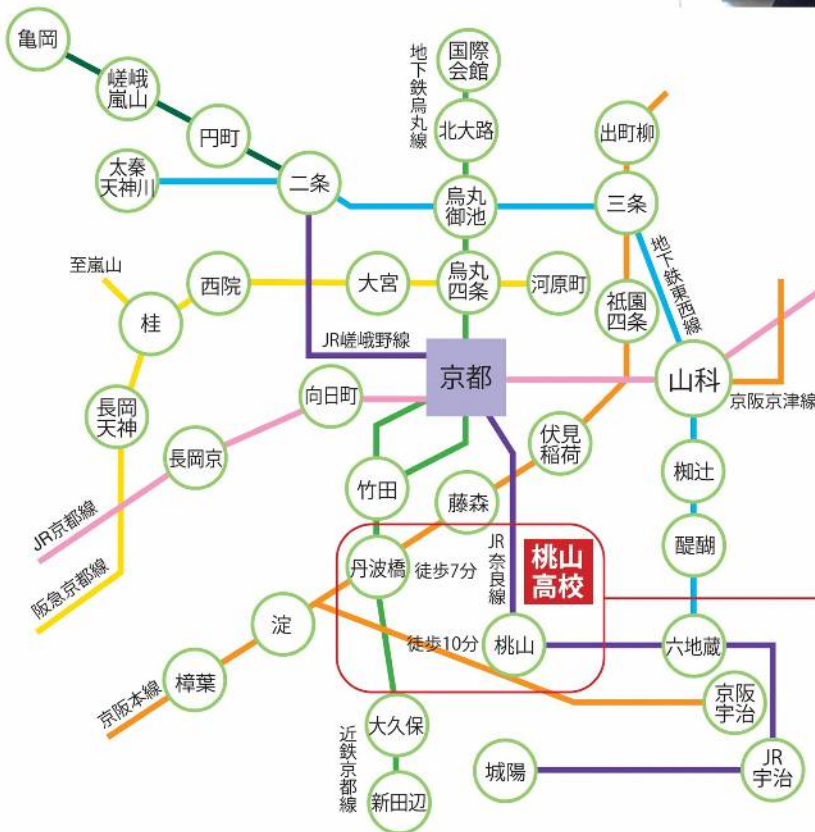 亀岡
嵯峨
嵐山
円町
太秦
天神川
二条
地下鉄烏丸線
国際
会館
北大路
烏丸
御池
出町柳
三条
地下鉄東西線
至嵐山
桂
西院
大宮
烏丸
四条
河原町
祇園
四条
JR嵯峨野線
京都
山科
京阪京津線
長岡
天神
向日町
長岡京
JR京都線
阪急京都線
竹田
藤森
伏見
稲荷
椥辻
醍醐
丹波橋
徒歩7分
JR奈良線
桃山
高校
淀
徒歩10分
桃山
六地蔵
樟葉
京阪本線
京阪
宇治
大久保
近鉄京都線
新田辺
城陽
JR
宇治